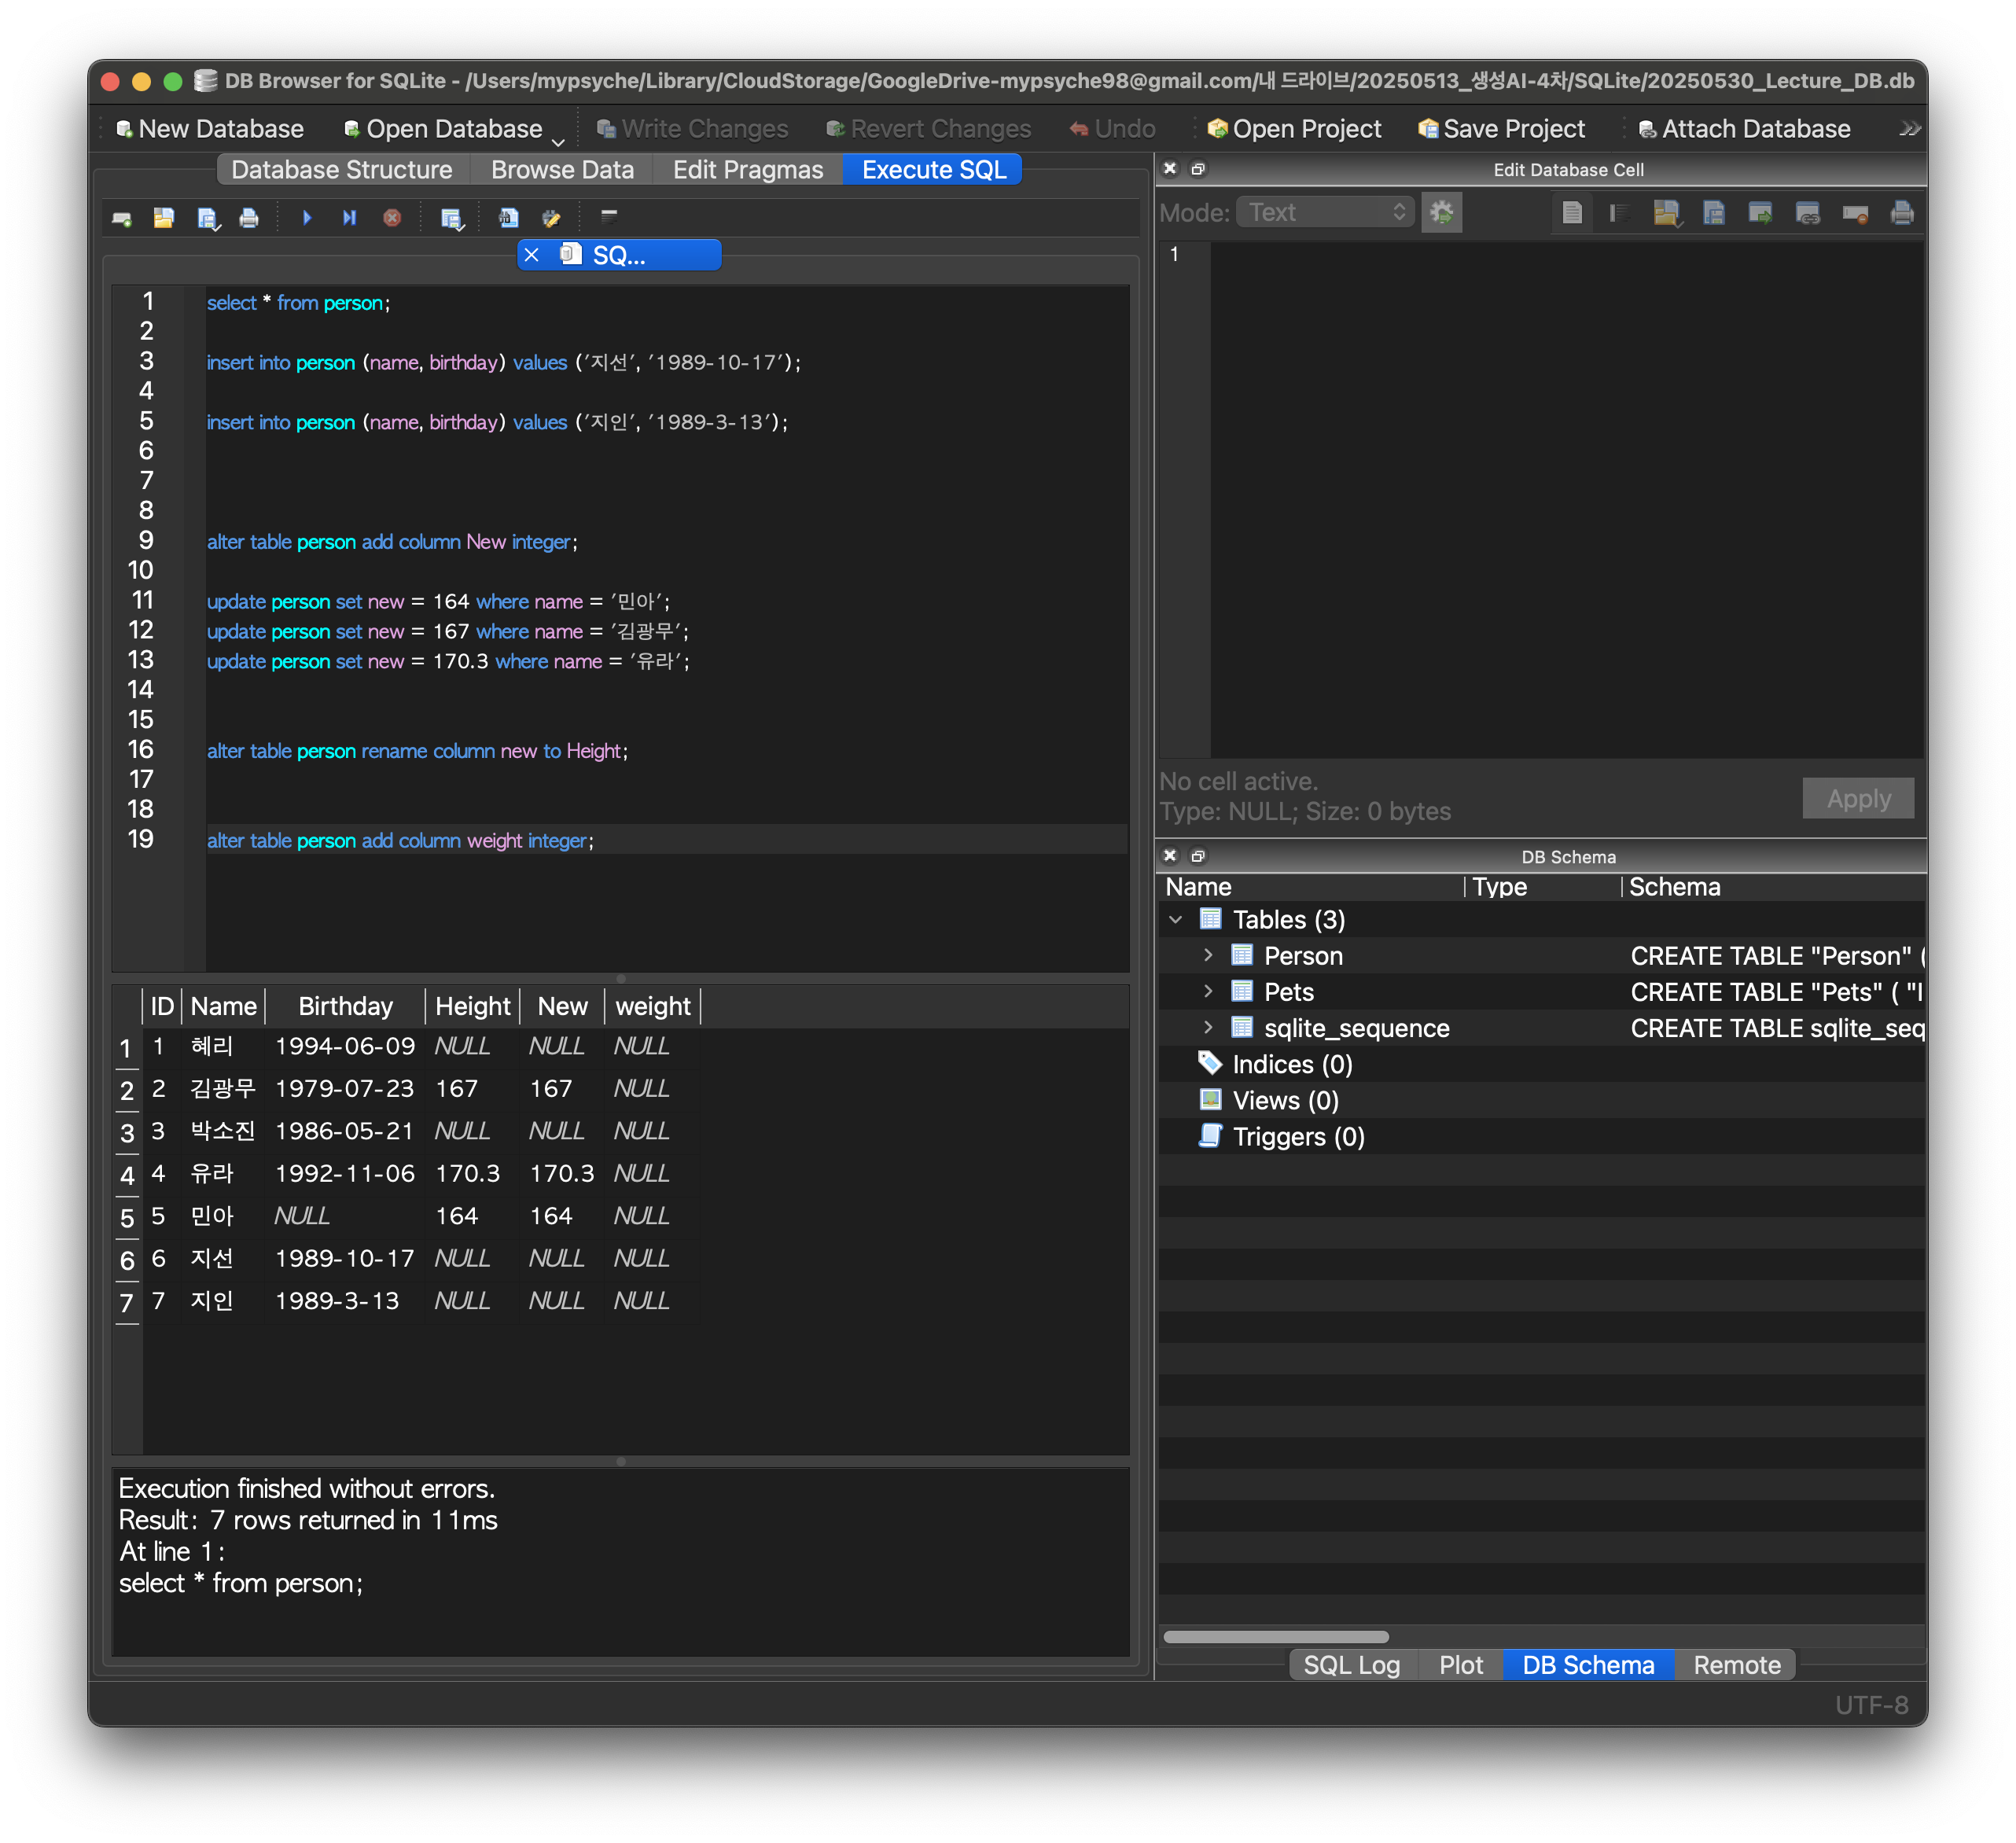 DB Browser for SQLite - /Users/mypsyche/Library/CloudStorage/GoogleDrive-mypsyche98@gmail.com/내 드라이브/20250513_생성AI-4차/SQLite/20250530_Lecture_DB.db
New Database Open Database Write Changes Revert Changes Undo Open Project Save Project Attach Database
Database Structure Browse Data Edit Pragmas Execute SQL
SQ...
1 select * from person;
2
3 insert into person (name, birthday) values ('지선', '1989-10-17');
4
5 insert into person (name, birthday) values ('지인', '1989-3-13');
6
7
8
9 alter table person add column New integer;
10
11 update person set new = 164 where name = '민아';
12 update person set new = 167 where name = '김광무';
13 update person set new = 170.3 where name = '유라';
14
15
16 alter table person rename column new to Height;
17
18
19 alter table person add column weight integer;
ID Name Birthday Height New weight
1 1 혜리 1994-06-09 NULL NULL NULL
2 2 김광무 1979-07-23 167 167 NULL
3 3 박소진 1986-05-21 NULL NULL NULL
4 4 유라 1992-11-06 170.3 170.3 NULL
5 5 민아 NULL 164 164 NULL
6 6 지선 1989-10-17 NULL NULL NULL
7 7 지인 1989-3-13 NULL NULL NULL
Execution finished without errors.
Result: 7 rows returned in 11ms
At line 1:
select * from person;
Edit Database Cell
Mode: Text
1
No cell active.
Type: NULL; Size: 0 bytes
Apply
DB Schema
Name Type Schema
Tables (3)
Person CREATE TABLE "Person" (
Pets CREATE TABLE "Pets" ( "I
sqlite_sequence CREATE TABLE sqlite_seq
Indices (0)
Views (0)
Triggers (0)
SQL Log Plot DB Schema Remote
UTF-8